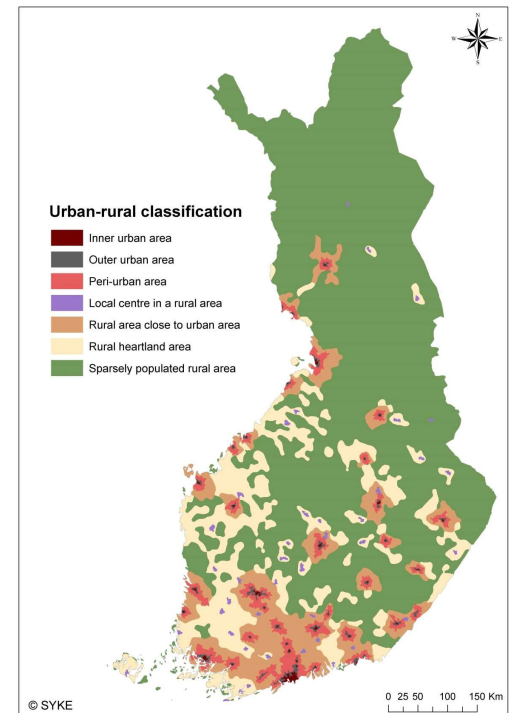 N
W E
S
Urban-rural classification
Inner urban area
Outer urban area
Peri-urban area
Local centre in a rural area
Rural area close to urban area
Rural heartland area
Sparsely populated rural area
© SYKE
0 25 50 100 150 Km